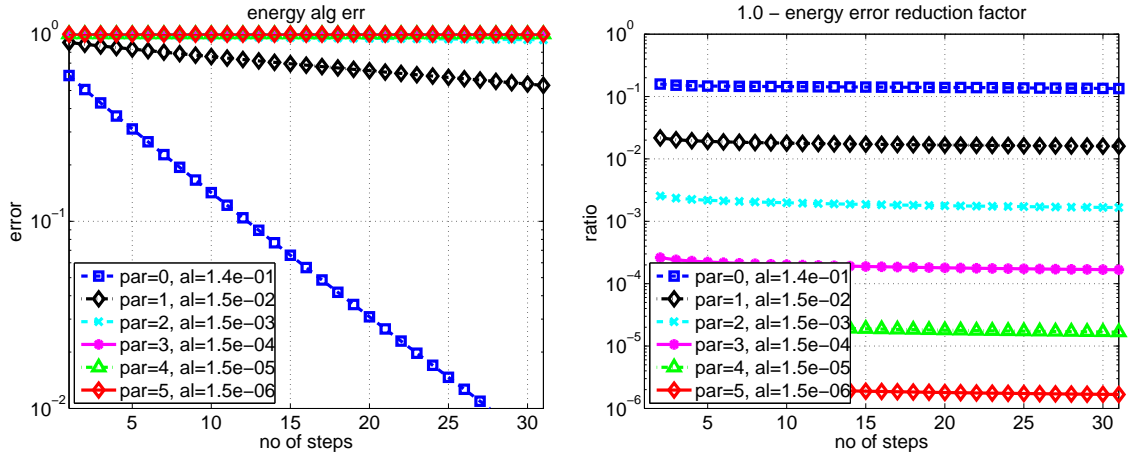 energy alg err
error
10^0
10^-1
10^-2
5 10 15 20 25 30
no of steps
par=0, al=1.4e−01
par=1, al=1.5e−02
par=2, al=1.5e−03
par=3, al=1.5e−04
par=4, al=1.5e−05
par=5, al=1.5e−06
1.0 − energy error reduction factor
ratio
10^0
10^-1
10^-2
10^-3
10^-4
10^-5
10^-6
5 10 15 20 25 30
no of steps
par=0, al=1.4e−01
par=1, al=1.5e−02
par=2, al=1.5e−03
par=3, al=1.5e−04
par=4, al=1.5e−05
par=5, al=1.5e−06